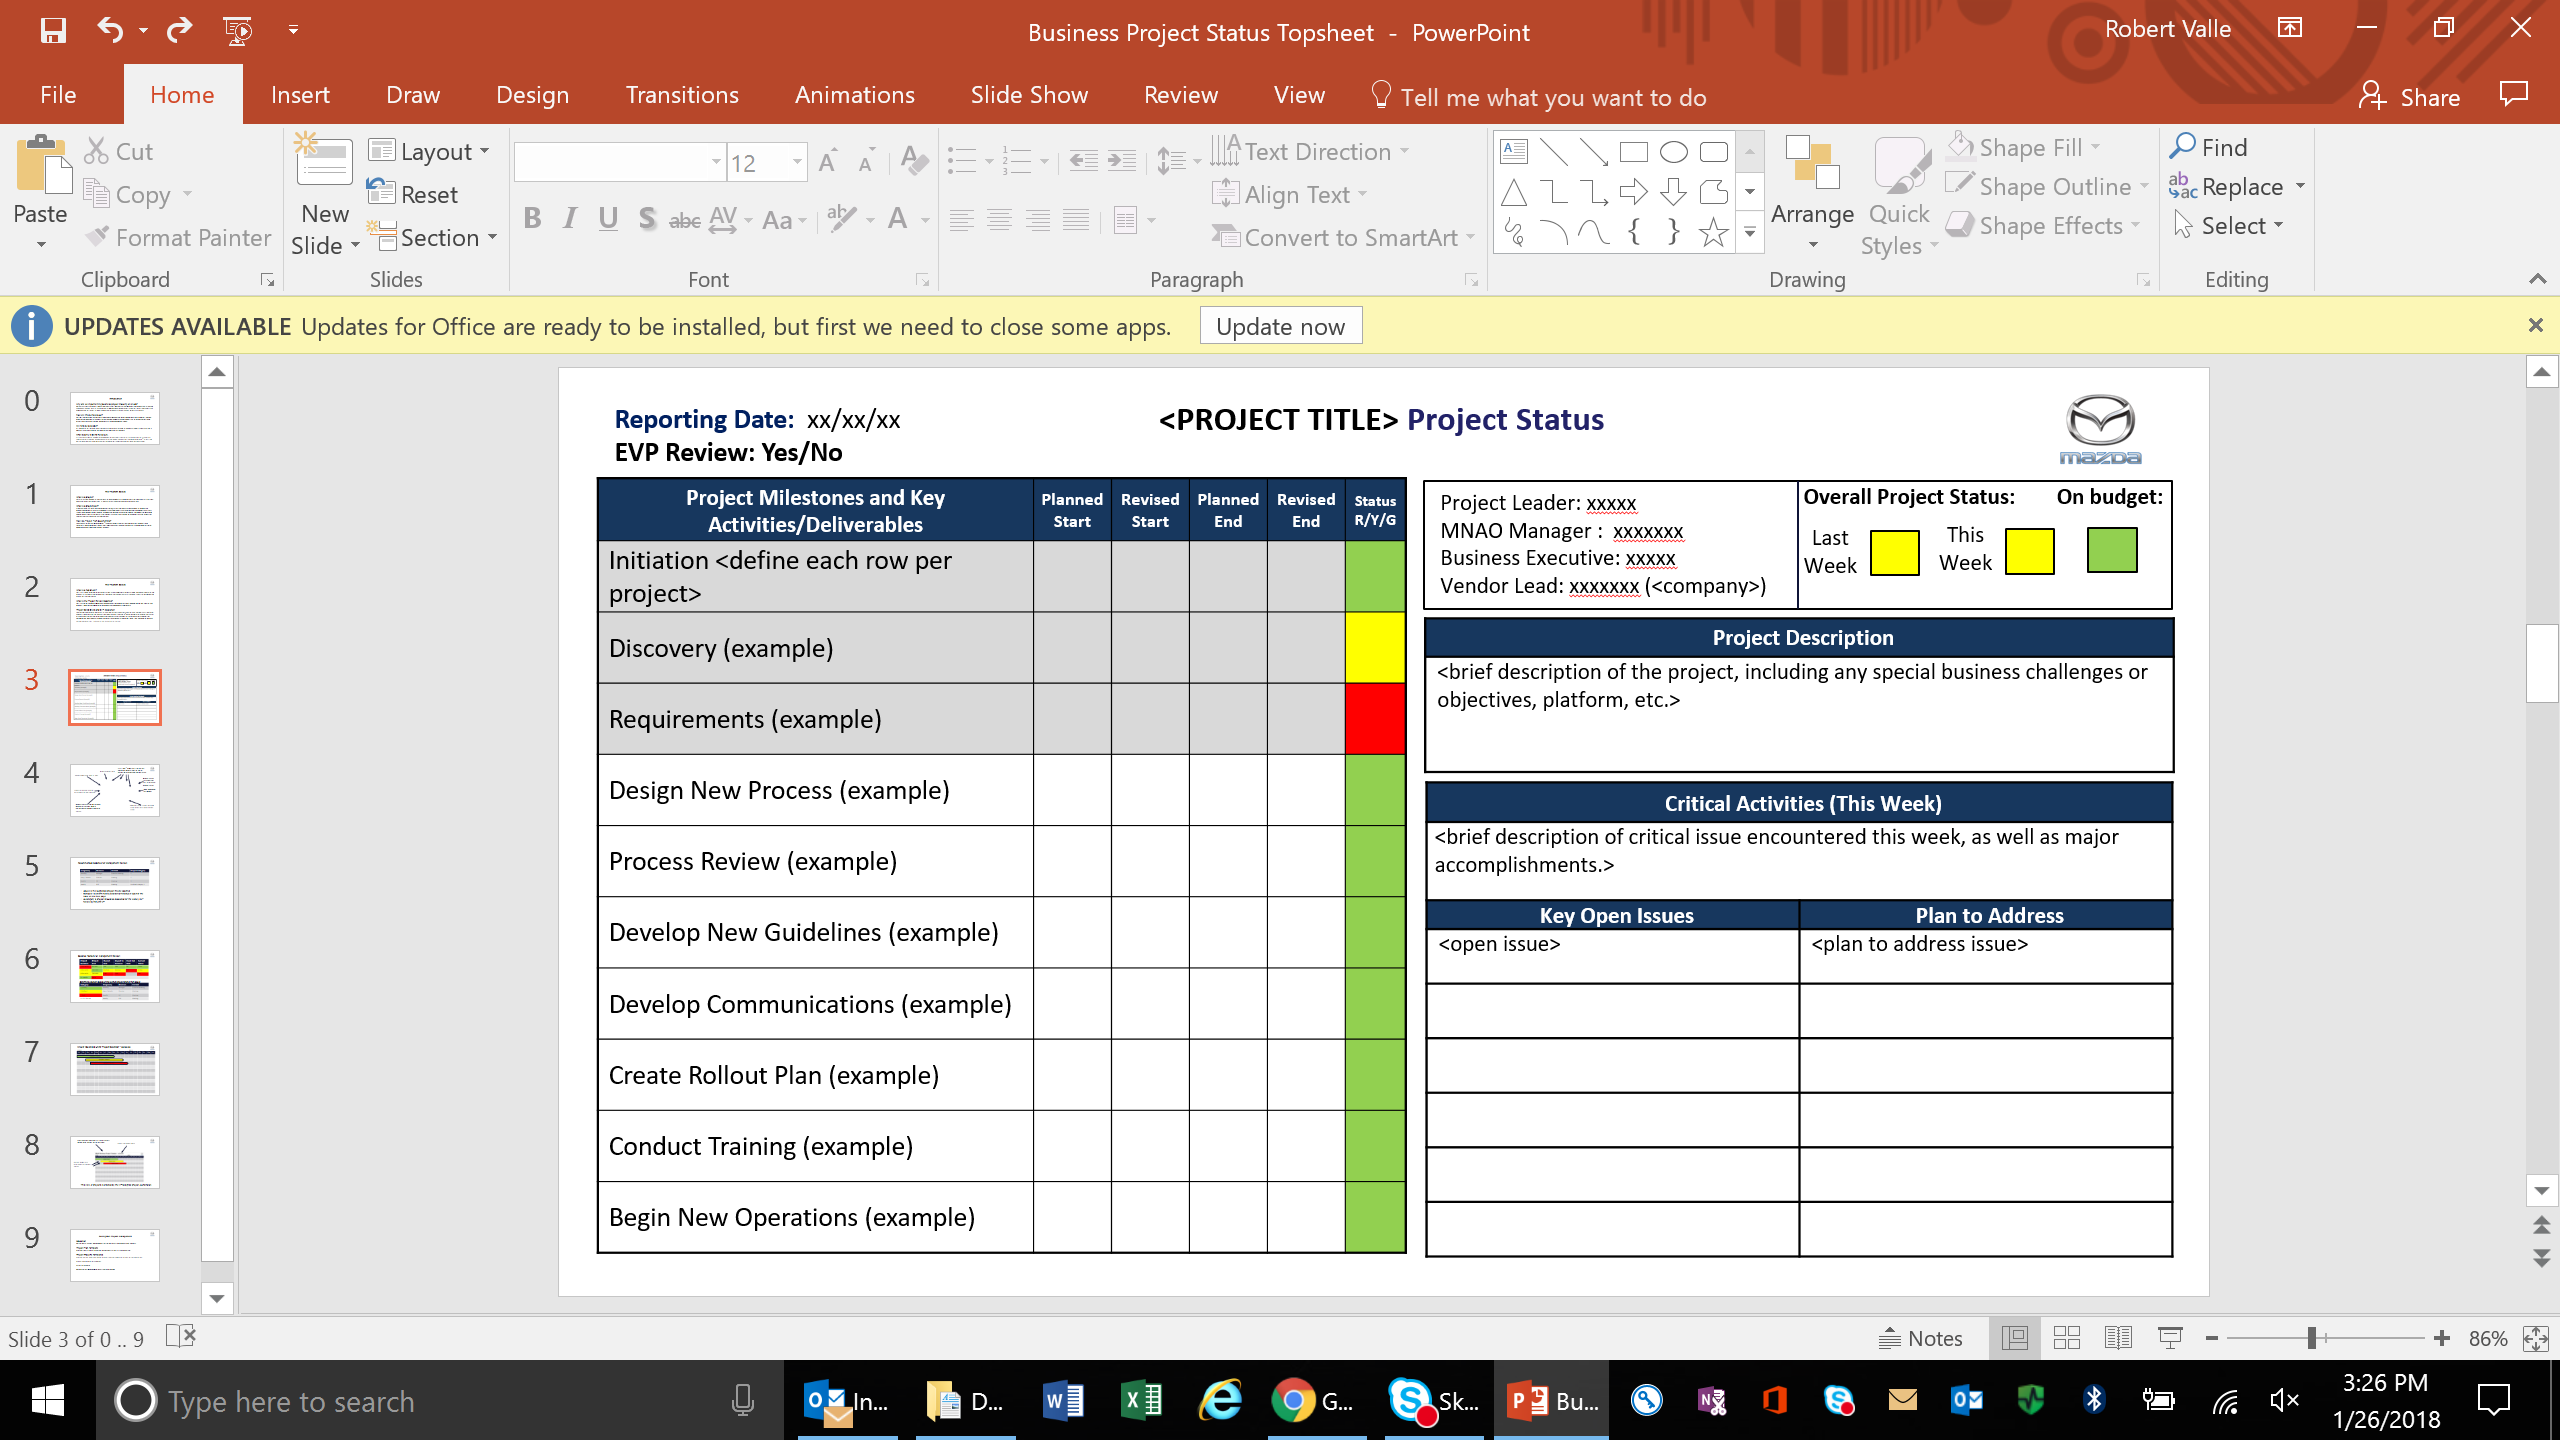 Business Project Status Topsheet - PowerPoint
Robert Valle
File Home Insert Draw Design Transitions Animations Slide Show Review View Tell me what you want to do
Share
Paste
Cut
Copy
Format Painter
Clipboard
New Slide
Layout
Reset
Section
Slides
12
B I U S abc AV Aa A
Font
Text Direction
Align Text
Convert to SmartArt
Paragraph
Arrange
Quick Styles
Shape Fill
Shape Outline
Shape Effects
Drawing
Find
Replace
Select
Editing
UPDATES AVAILABLE Updates for Office are ready to be installed, but first we need to close some apps. Update now
0
1
2
3
4
5
6
7
8
9
Reporting Date: xx/xx/xx
EVP Review: Yes/No
<PROJECT TITLE> Project Status
mazda
Project Milestones and Key Activities/Deliverables
Planned Start
Revised Start
Planned End
Revised End
Status R/Y/G
Initiation <define each row per project>
Discovery (example)
Requirements (example)
Design New Process (example)
Process Review (example)
Develop New Guidelines (example)
Develop Communications (example)
Create Rollout Plan (example)
Conduct Training (example)
Begin New Operations (example)
Project Leader: xxxxx
MNAO Manager : xxxxxxx
Business Executive: xxxxx
Vendor Lead: xxxxxxx (<company>)
Overall Project Status: On budget:
Last Week
This Week
Project Description
<brief description of the project, including any special business challenges or
objectives, platform, etc.>
Critical Activities (This Week)
<brief description of critical issue encountered this week, as well as major
accomplishments.>
Key Open Issues Plan to Address
<open issue> <plan to address issue>
Slide 3 of 0 .. 9
Notes
86%
Type here to search
In...
D...
G...
Sk...
Bu...
3:26 PM
1/26/2018